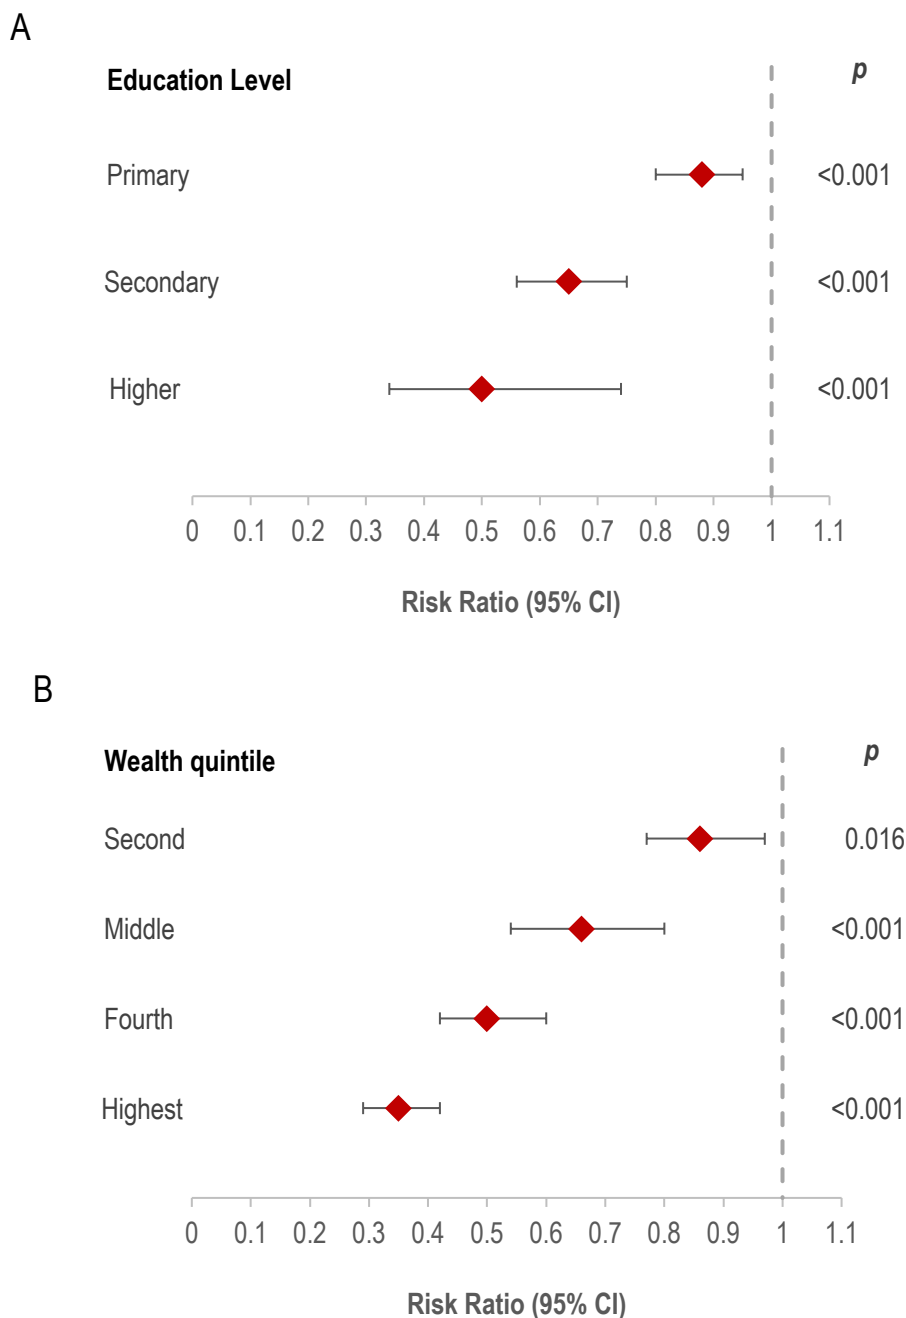 A
Education Level p
Primary <0.001
Secondary <0.001
Higher <0.001
0 0.1 0.2 0.3 0.4 0.5 0.6 0.7 0.8 0.9 1 1.1
Risk Ratio (95% CI)
B
Wealth quintile p
Second 0.016
Middle <0.001
Fourth <0.001
Highest <0.001
0 0.1 0.2 0.3 0.4 0.5 0.6 0.7 0.8 0.9 1 1.1
Risk Ratio (95% CI)